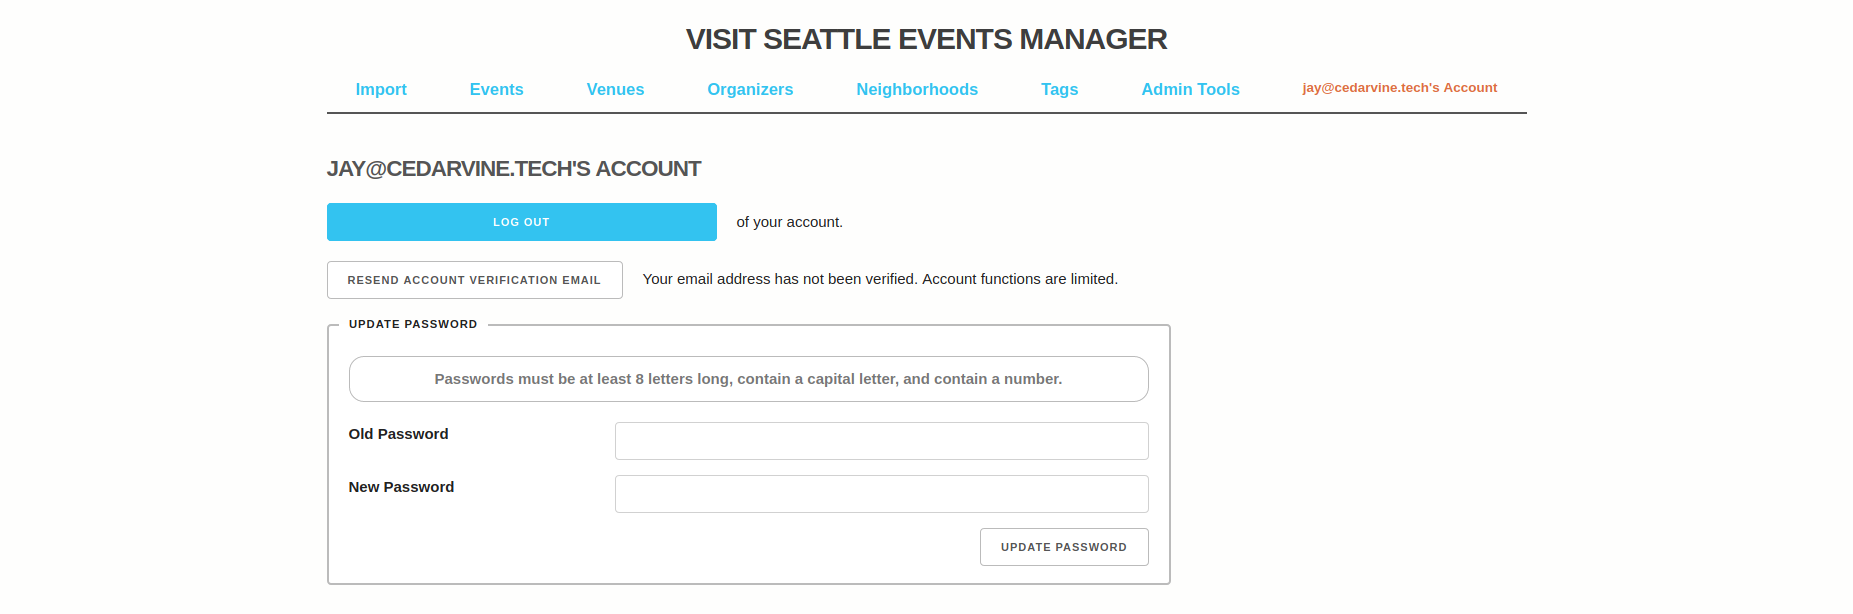 VISIT SEATTLE EVENTS MANAGER
Import Events Venues Organizers Neighborhoods Tags Admin Tools jay@cedarvine.tech's Account
JAY@CEDARVINE.TECH'S ACCOUNT
LOG OUT of your account.
RESEND ACCOUNT VERIFICATION EMAIL Your email address has not been verified. Account functions are limited.
UPDATE PASSWORD
Passwords must be at least 8 letters long, contain a capital letter, and contain a number.
Old Password
New Password
UPDATE PASSWORD